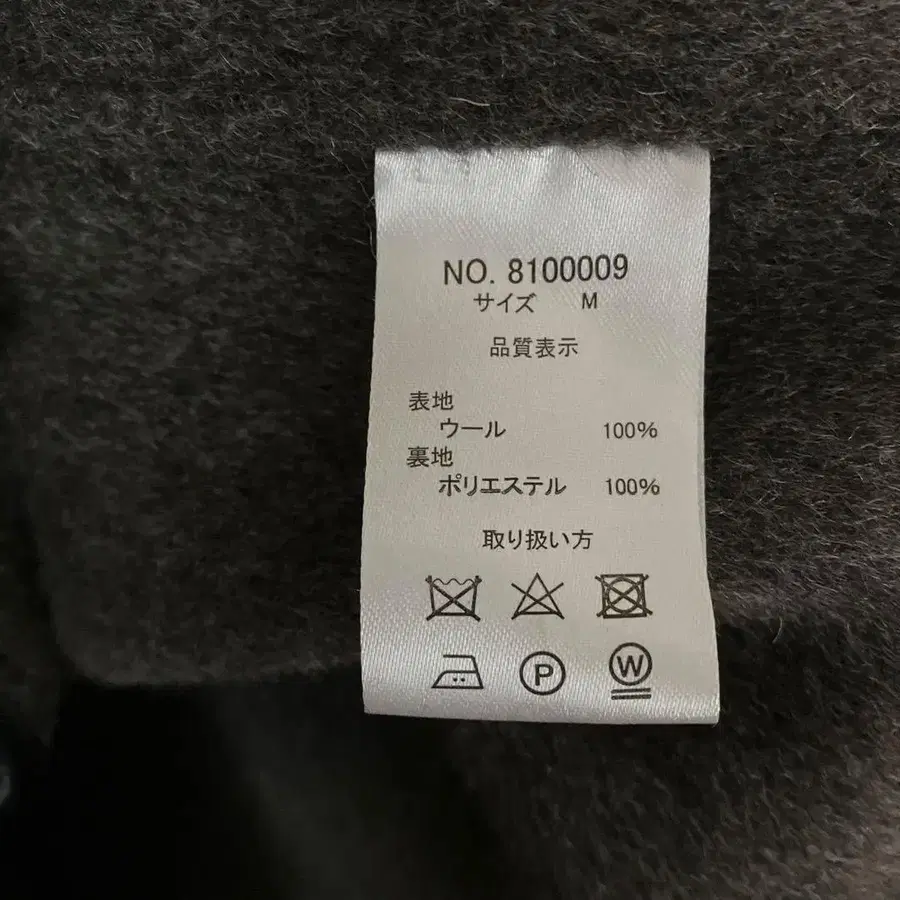 NO. 8100009
サイズ M
品質表示
表地
ウール 100%
裏地
ポリエステル 100%
取り扱い方
P W